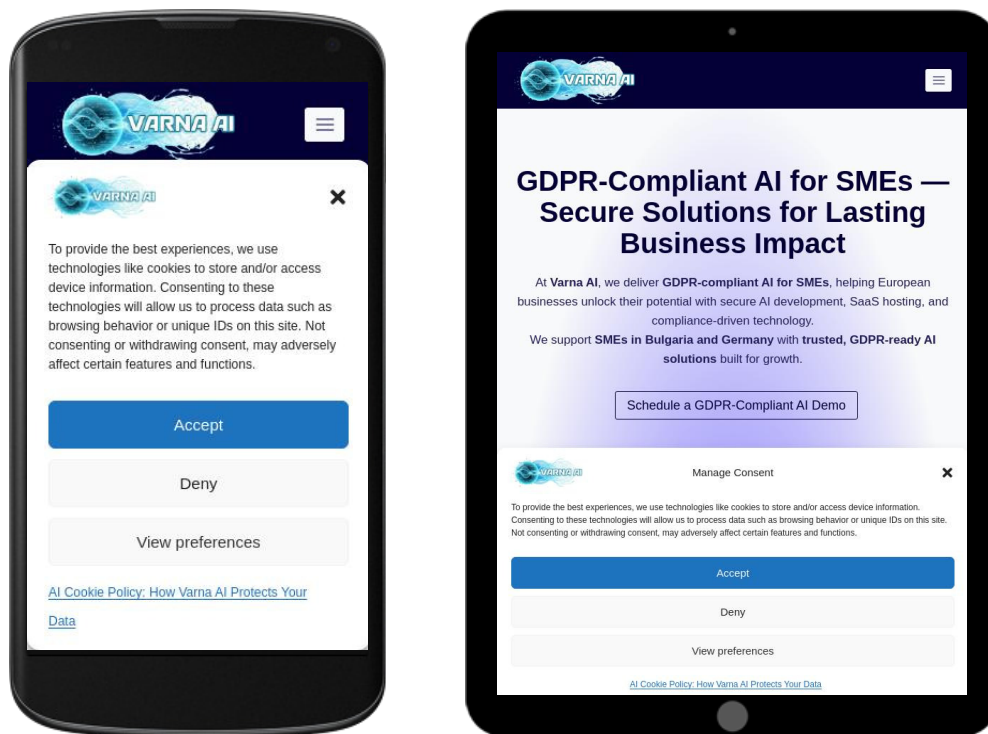 VARNA AI
VARNA AI
To provide the best experiences, we use
technologies like cookies to store and/or access
device information. Consenting to these
technologies will allow us to process data such as
browsing behavior or unique IDs on this site. Not
consenting or withdrawing consent, may adversely
affect certain features and functions.
Accept
Deny
View preferences
AI Cookie Policy: How Varna AI Protects Your
Data
VARNA AI
GDPR-Compliant AI for SMEs —
Secure Solutions for Lasting
Business Impact
At Varna AI, we deliver GDPR-compliant AI for SMEs, helping European
businesses unlock their potential with secure AI development, SaaS hosting, and
compliance-driven technology.
We support SMEs in Bulgaria and Germany with trusted, GDPR-ready AI
solutions built for growth.
Schedule a GDPR-Compliant AI Demo
VARNA AI
Manage Consent
To provide the best experiences, we use technologies like cookies to store and/or access device information.
Consenting to these technologies will allow us to process data such as browsing behavior or unique IDs on this site.
Not consenting or withdrawing consent, may adversely affect certain features and functions.
Accept
Deny
View preferences
AI Cookie Policy: How Varna AI Protects Your Data